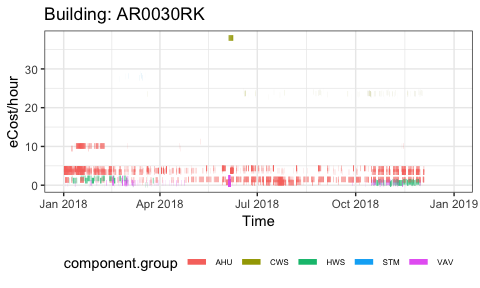 Building: AR0030RK
eCost/hour
30
20
10
0
Jan 2018 Apr 2018 Jul 2018 Oct 2018 Jan 2019
Time
component.group AHU CWS HWS STM VAV